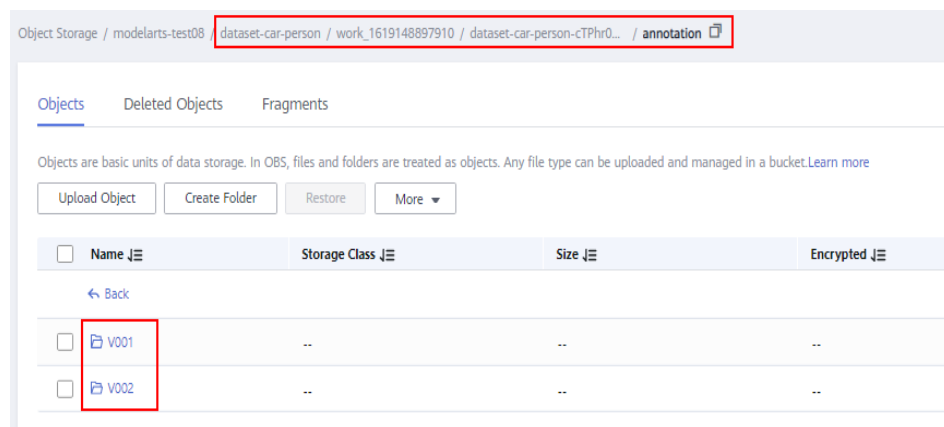 Object Storage / modelarts-test08 / dataset-car-person / work_1619148897910 / dataset-car-person-cTPhr0... / annotation
Objects Deleted Objects Fragments
Objects are basic units of data storage. In OBS, files and folders are treated as objects. Any file type can be uploaded and managed in a bucket.Learn more
Upload Object Create Folder Restore More
Name Storage Class Size Encrypted
Back
V001 -- -- --
V002 -- -- --